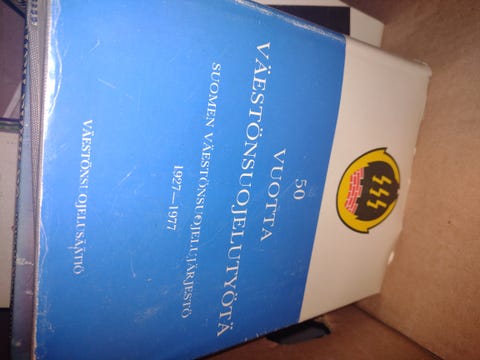 50
VUOTTA
VÄESTÖNSUOJELUTYÖTÄ
SUOMEN VÄESTÖNSUOJELUJÄRJESTÖ
1927—1977
VÄESTÖNSUOJELUSÄÄTIÖ